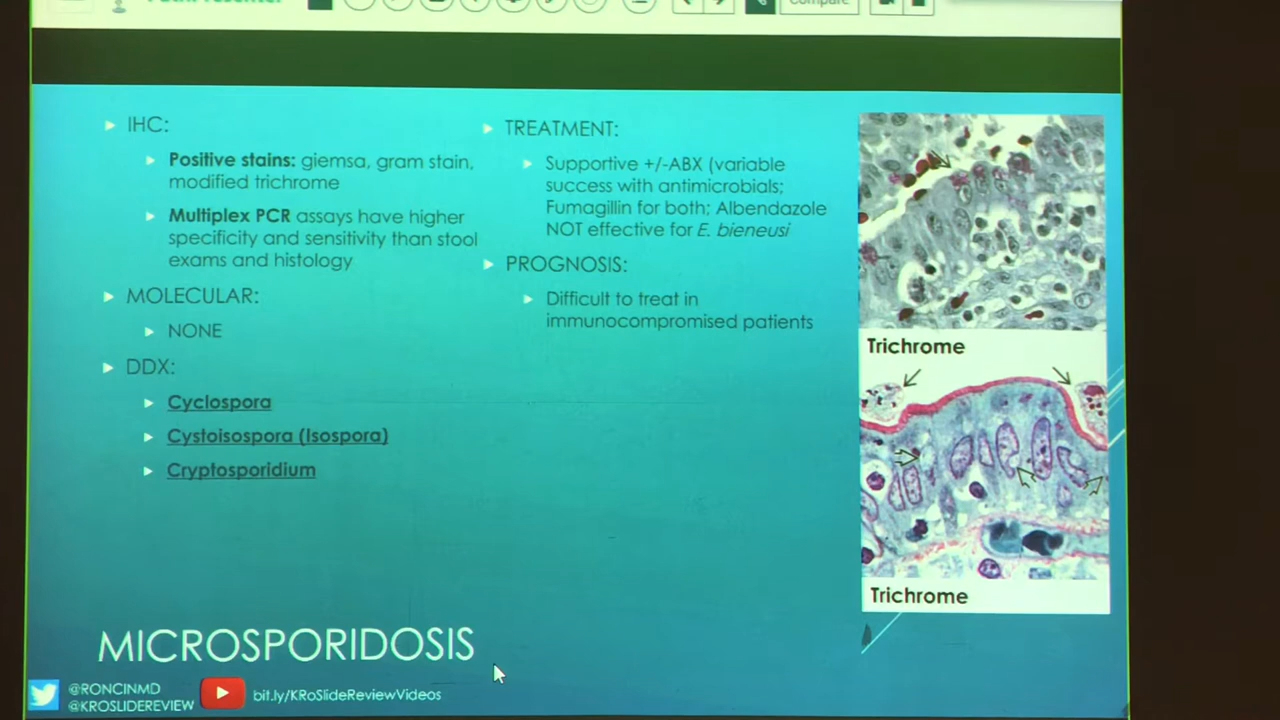 Compare
IHC:
Positive stains: giemsa, gram stain,
modified trichrome
Multiplex PCR assays have higher
specificity and sensitivity than stool
exams and histology
MOLECULAR:
NONE
DDX:
Cyclospora
Cystoisospora (Isospora)
Cryptosporidium
TREATMENT:
Supportive +/-ABX (variable
success with antimicrobials;
Fumagillin for both; Albendazole
NOT effective for E. bieneusi
PROGNOSIS:
Difficult to treat in
immunocompromised patients
Trichrome
Trichrome
MICROSPORIDOSIS
@RONCINMD
@KROSLIDEREVIEW
bit.ly/KRoSlideReviewVideos